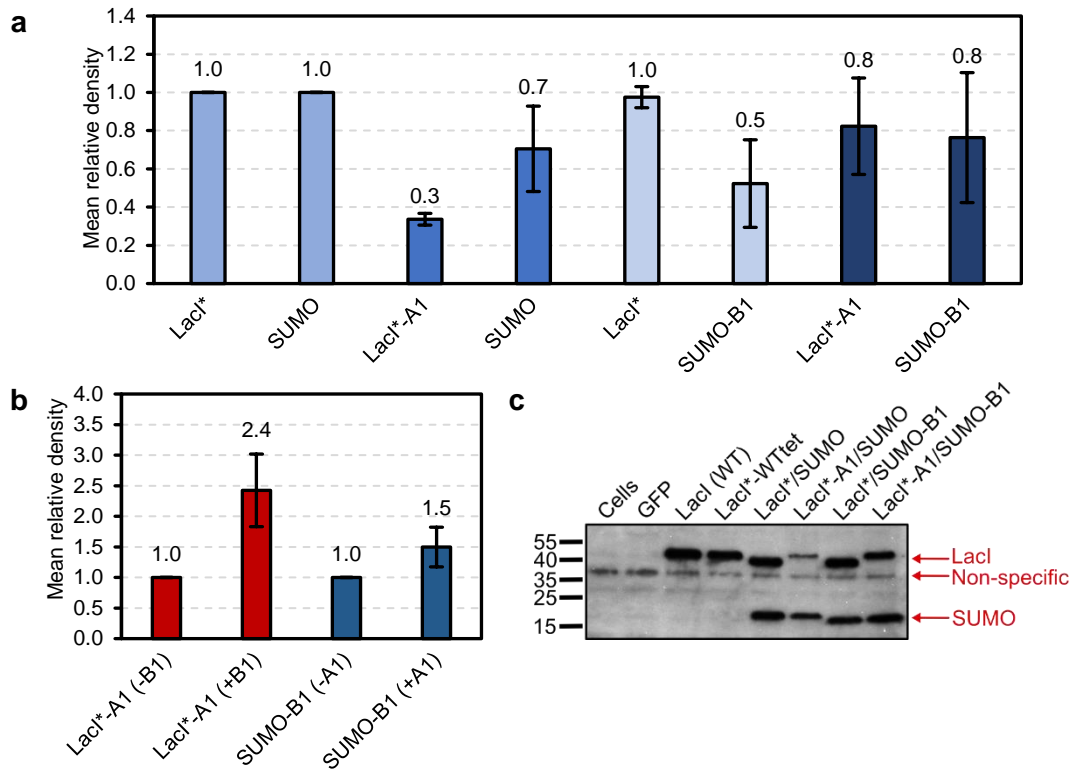 a
Mean relative density
1.4
1.2
1.0
0.8
0.6
0.4
0.2
0.0
1.0
1.0
0.3
0.7
1.0
0.5
0.8
0.8
LacI*
SUMO
LacI*-A1
SUMO
LacI*
SUMO-B1
LacI*-A1
SUMO-B1
b
Mean relative density
4.0
3.5
3.0
2.5
2.0
1.5
1.0
0.5
0.0
1.0
2.4
1.0
1.5
LacI*-A1 (-B1)
LacI*-A1 (+B1)
SUMO-B1 (-A1)
SUMO-B1 (+A1)
c
Cells
GFP
LacI (WT)
LacI*-WTtet
LacI*/SUMO
LacI*-A1/SUMO
LacI*/SUMO-B1
LacI*-A1/SUMO-B1
55
40
35
25
15
LacI
Non-specific
SUMO